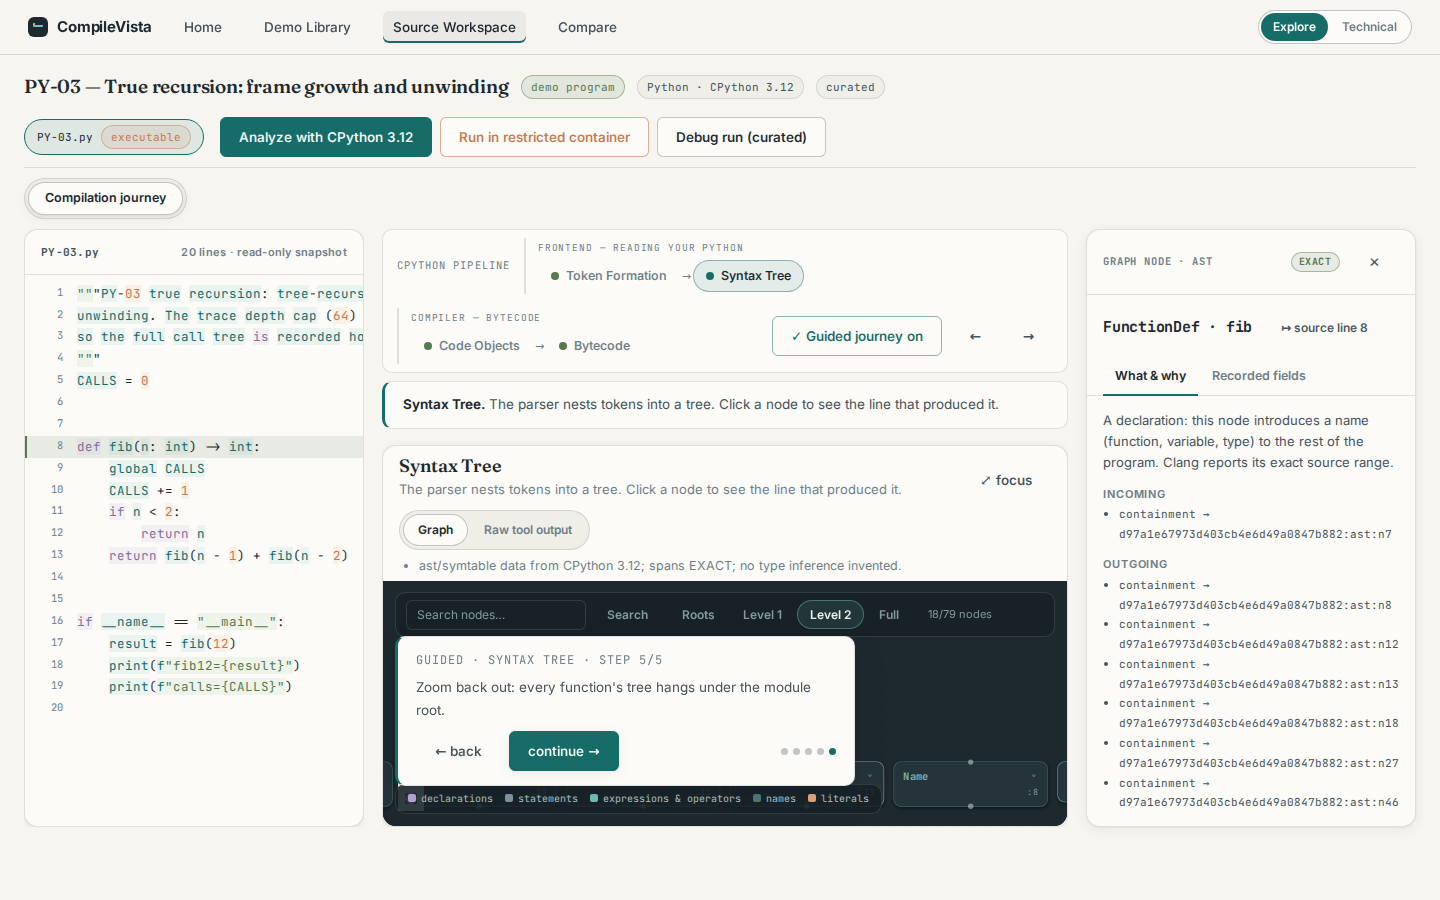 CompileVista
Home
Demo Library
Source Workspace
Compare
Explore
Technical
PY-03 — True recursion: frame growth and unwinding
demo program
Python · CPython 3.12
curated
PY-03.py
executable
Analyze with CPython 3.12
Run in restricted container
Debug run (curated)
Compilation journey
PY-03.py
20 lines · read-only snapshot
1 """PY-03 true recursion: tree-recurs
2 unwinding. The trace depth cap (64)
3 so the full call tree is recorded ho
4 """
5 CALLS = 0
6
7
8 def fib(n: int) → int:
9 global CALLS
10 CALLS += 1
11 if n < 2:
12 return n
13 return fib(n - 1) + fib(n - 2)
14
15
16 if __name__ == "__main__":
17 result = fib(12)
18 print(f"fib12={result}")
19 print(f"calls={CALLS}")
20
CPYTHON PIPELINE
FRONTEND — READING YOUR PYTHON
Token Formation
→
Syntax Tree
COMPILER — BYTECODE
Code Objects
→
Bytecode
✓ Guided journey on
←
→
Syntax Tree. The parser nests tokens into a tree. Click a node to see the line that produced it.
Syntax Tree
The parser nests tokens into a tree. Click a node to see the line that produced it.
⤢ focus
Graph
Raw tool output
• ast/symtable data from CPython 3.12; spans EXACT; no type inference invented.
Search nodes...
Search
Roots
Level 1
Level 2
Full
18/79 nodes
GUIDED · SYNTAX TREE · STEP 5/5
Zoom back out: every function's tree hangs under the module
root.
← back
continue →
Name
:8
declarations
statements
expressions & operators
names
literals
GRAPH NODE · AST
EXACT
×
FunctionDef · fib
↦ source line 8
What & why
Recorded fields
A declaration: this node introduces a name
(function, variable, type) to the rest of the
program. Clang reports its exact source range.
INCOMING
• containment →
d97a1e67973d403cb4e6d49a0847b882:ast:n7
OUTGOING
• containment →
d97a1e67973d403cb4e6d49a0847b882:ast:n8
• containment →
d97a1e67973d403cb4e6d49a0847b882:ast:n12
• containment →
d97a1e67973d403cb4e6d49a0847b882:ast:n13
• containment →
d97a1e67973d403cb4e6d49a0847b882:ast:n18
• containment →
d97a1e67973d403cb4e6d49a0847b882:ast:n27
• containment →
d97a1e67973d403cb4e6d49a0847b882:ast:n46